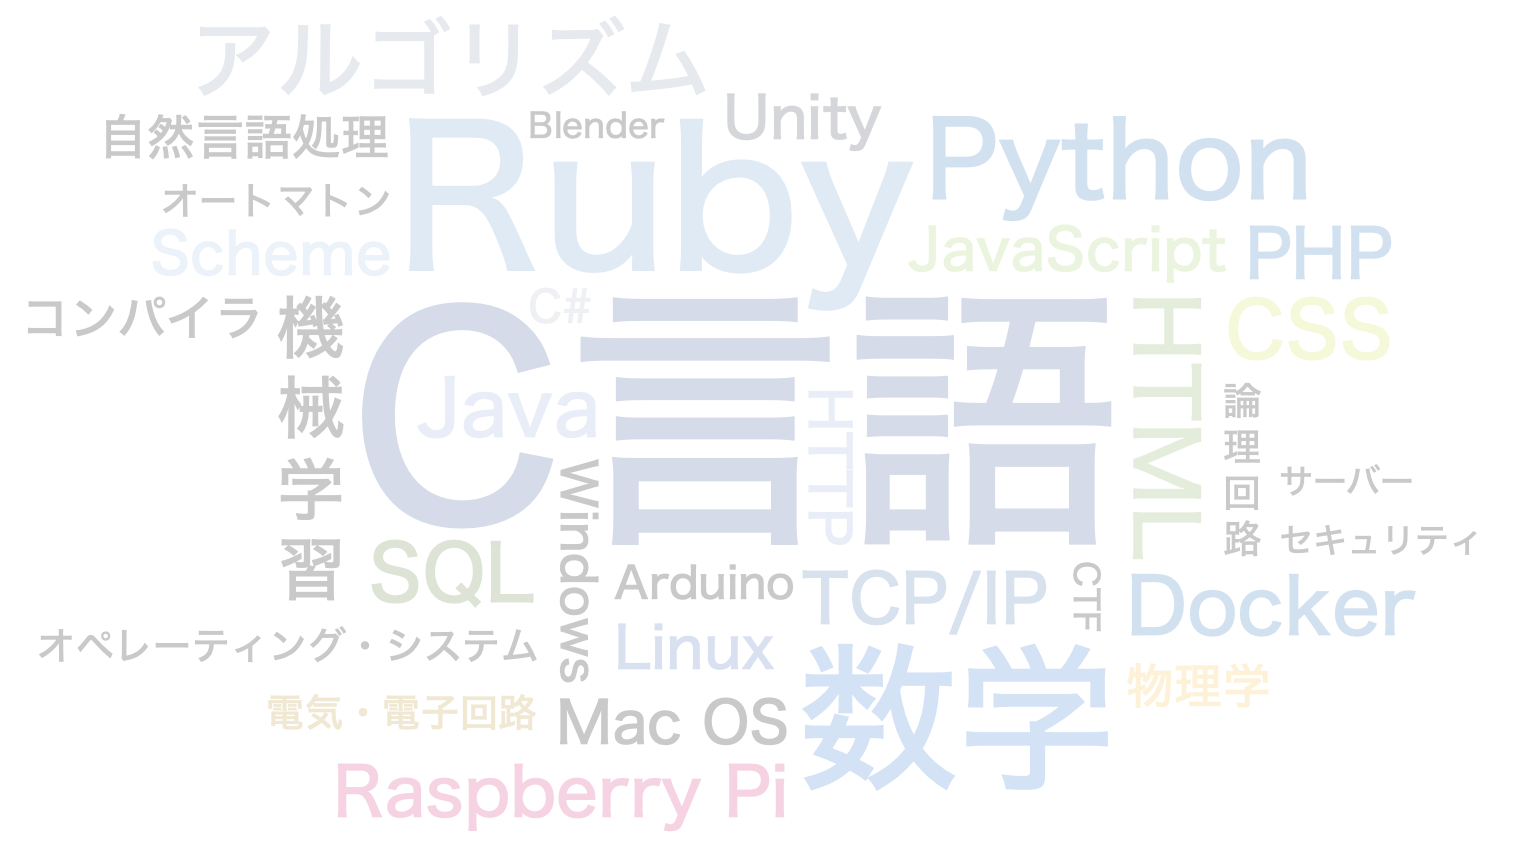 アルゴリズム
Blender
Unity
自然言語処理
Ruby
Python
オートマトン
Scheme
JavaScript
PHP
コンパイラ
機械学習
C#
C言語
HTML
CSS
Java
HTTP
論理回路
サーバー
Windows
セキュリティ
SQL
Arduino
TCP/IP
CTF
Docker
オペレーティング・システム
Linux
数学
物理学
電気・電子回路
Mac OS
Raspberry Pi